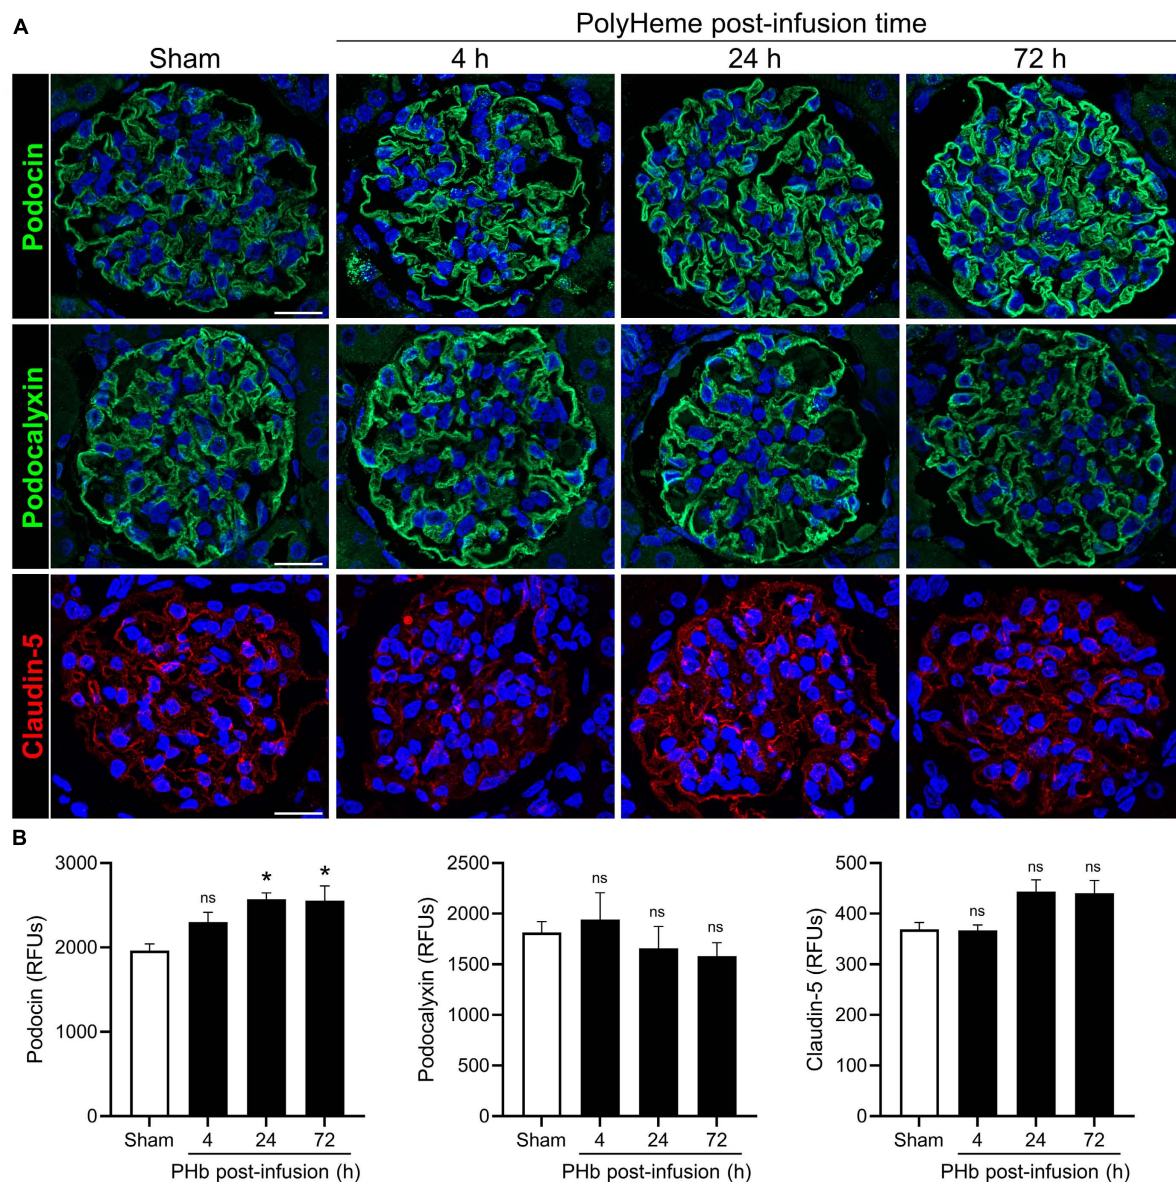 A
PolyHeme post-infusion time
Sham
4 h
24 h
72 h
Podocin
Podocalyxin
Claudin-5
B
Podocin (RFUs)
3000
2000
1000
0
ns
*
*
Sham
4
24
72
PHb post-infusion (h)
Podocalyxin (RFUs)
2500
2000
1500
1000
500
0
ns
ns
ns
Sham
4
24
72
PHb post-infusion (h)
Claudin-5 (RFUs)
500
400
300
200
100
0
ns
ns
ns
Sham
4
24
72
PHb post-infusion (h)